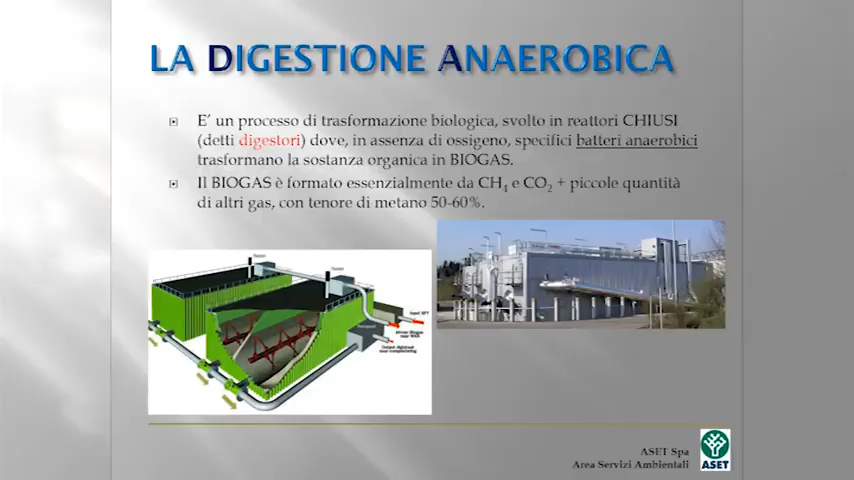 LA DIGESTIONE ANAEROBICA
E' un processo di trasformazione biologica, svolto in reattori CHIUSI
(detti digestori) dove, in assenza di ossigeno, specifici batteri anaerobici
trasformano la sostanza organica in BIOGAS.
Il BIOGAS è formato essenzialmente da CH4 e CO2 + piccole quantità
di altri gas, con tenore di metano 50-60%.
ASET Spa
Area Servizi Ambientali
ASET